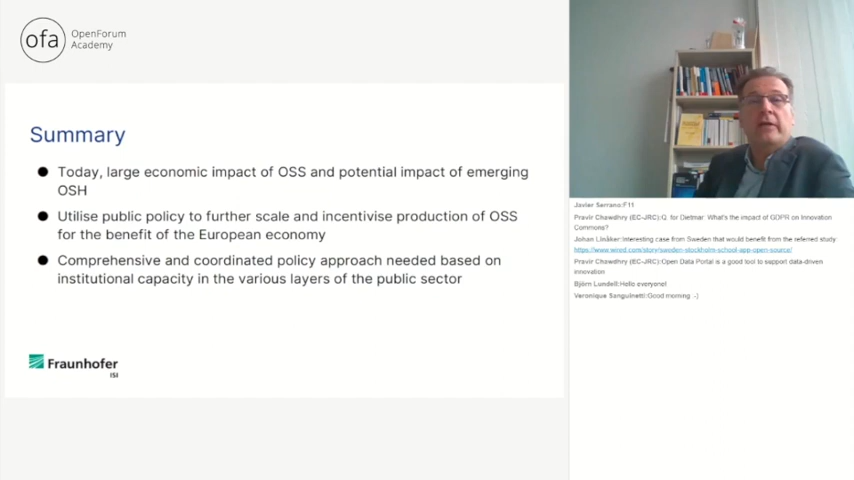 ofa
OpenForum
Academy
Summary
Today, large economic impact of OSS and potential impact of emerging
OSH
Utilise public policy to further scale and incentivise production of OSS
for the benefit of the European economy
Comprehensive and coordinated policy approach needed based on
institutional capacity in the various layers of the public sector
Fraunhofer
ISI
Javier Serrano:F11
Pravir Chawdhry (EC-JRC):Q. for Dietmar: What's the impact of GDPR on Innovation
Commons?
Johan Linåker:Interesting case from Sweden that would benefit from the referred study:
https://www.wired.com/story/sweden-stockholm-school-app-open-source/
Pravir Chawdhry (EC-JRC):Open Data Portal is a good tool to support data-driven
innovation
Björn Lundell:Hello everyone!
Veronique Sanguinetti:Good morning :-)